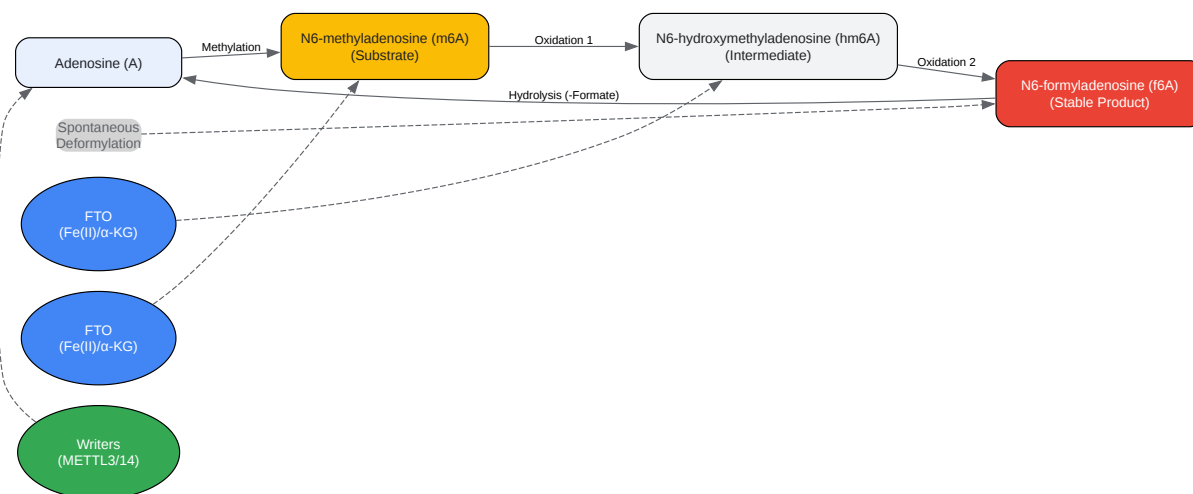 N6-methyladenosine (m6A)
(Substrate)
N6-hydroxymethyladenosine (hm6A)
(Intermediate)
Methylation
Oxidation 1
Adenosine (A)
Oxidation 2
N6-formyladenosine (f6A)
(Stable Product)
Hydrolysis (-Formate)
Spontaneous
Deformylation
FTO
(Fe(II)/α-KG)
FTO
(Fe(II)/α-KG)
Writers
(METTL3/14)